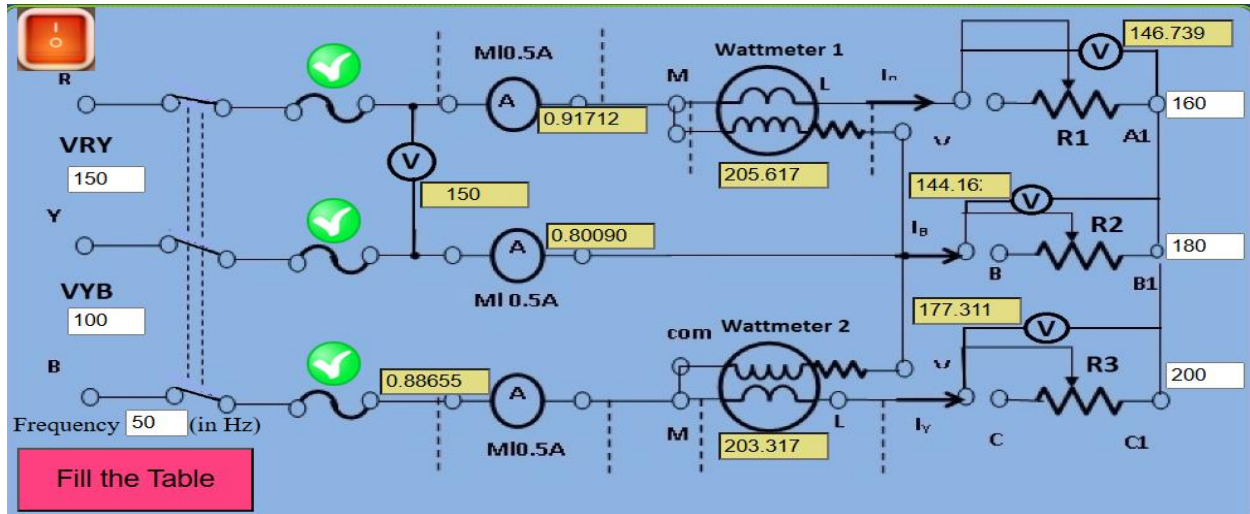 I
O
R
MI0.5A
0.91712
M
Wattmeter 1
L
205.617
V
146.739
R1
A1
160
VRY
150
V
150
Y
A
0.80090
MI 0.5A
144.16
V
I_B
R2
B
B1
180
VYB
100
B
0.88655
A
MI0.5A
com
Wattmeter 2
M
L
203.317
177.311
V
I_Y
R3
C
C1
200
Frequency 50 (in Hz)
Fill the Table
A